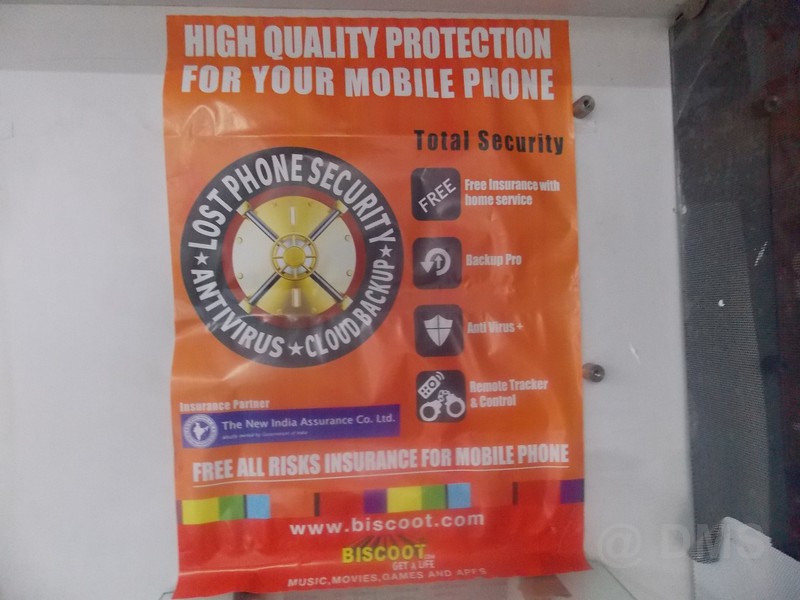 HIGH QUALITY PROTECTION
FOR YOUR MOBILE PHONE
Total Security
LOST PHONE SECURITY
ANTIVIRUS ★ CLOUD BACKUP
FREE
Free Insurance with
home service
Backup Pro
Anti Virus +
Remote Tracker
& Control
Insurance Partner
The New India Assurance Co. Ltd.
FREE ALL RISKS INSURANCE FOR MOBILE PHONE
www.biscoot.com
BISCOOT.com
GET A LIFE
MUSIC, MOVIES, GAMES AND APPS
@ DMS